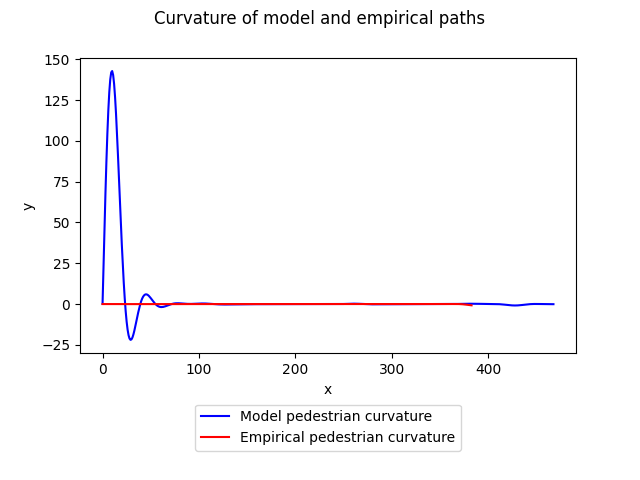 Curvature of model and empirical paths
150
125
100
75
50
25
0
−25
y
0 100 200 300 400
x
Model pedestrian curvature
Empirical pedestrian curvature